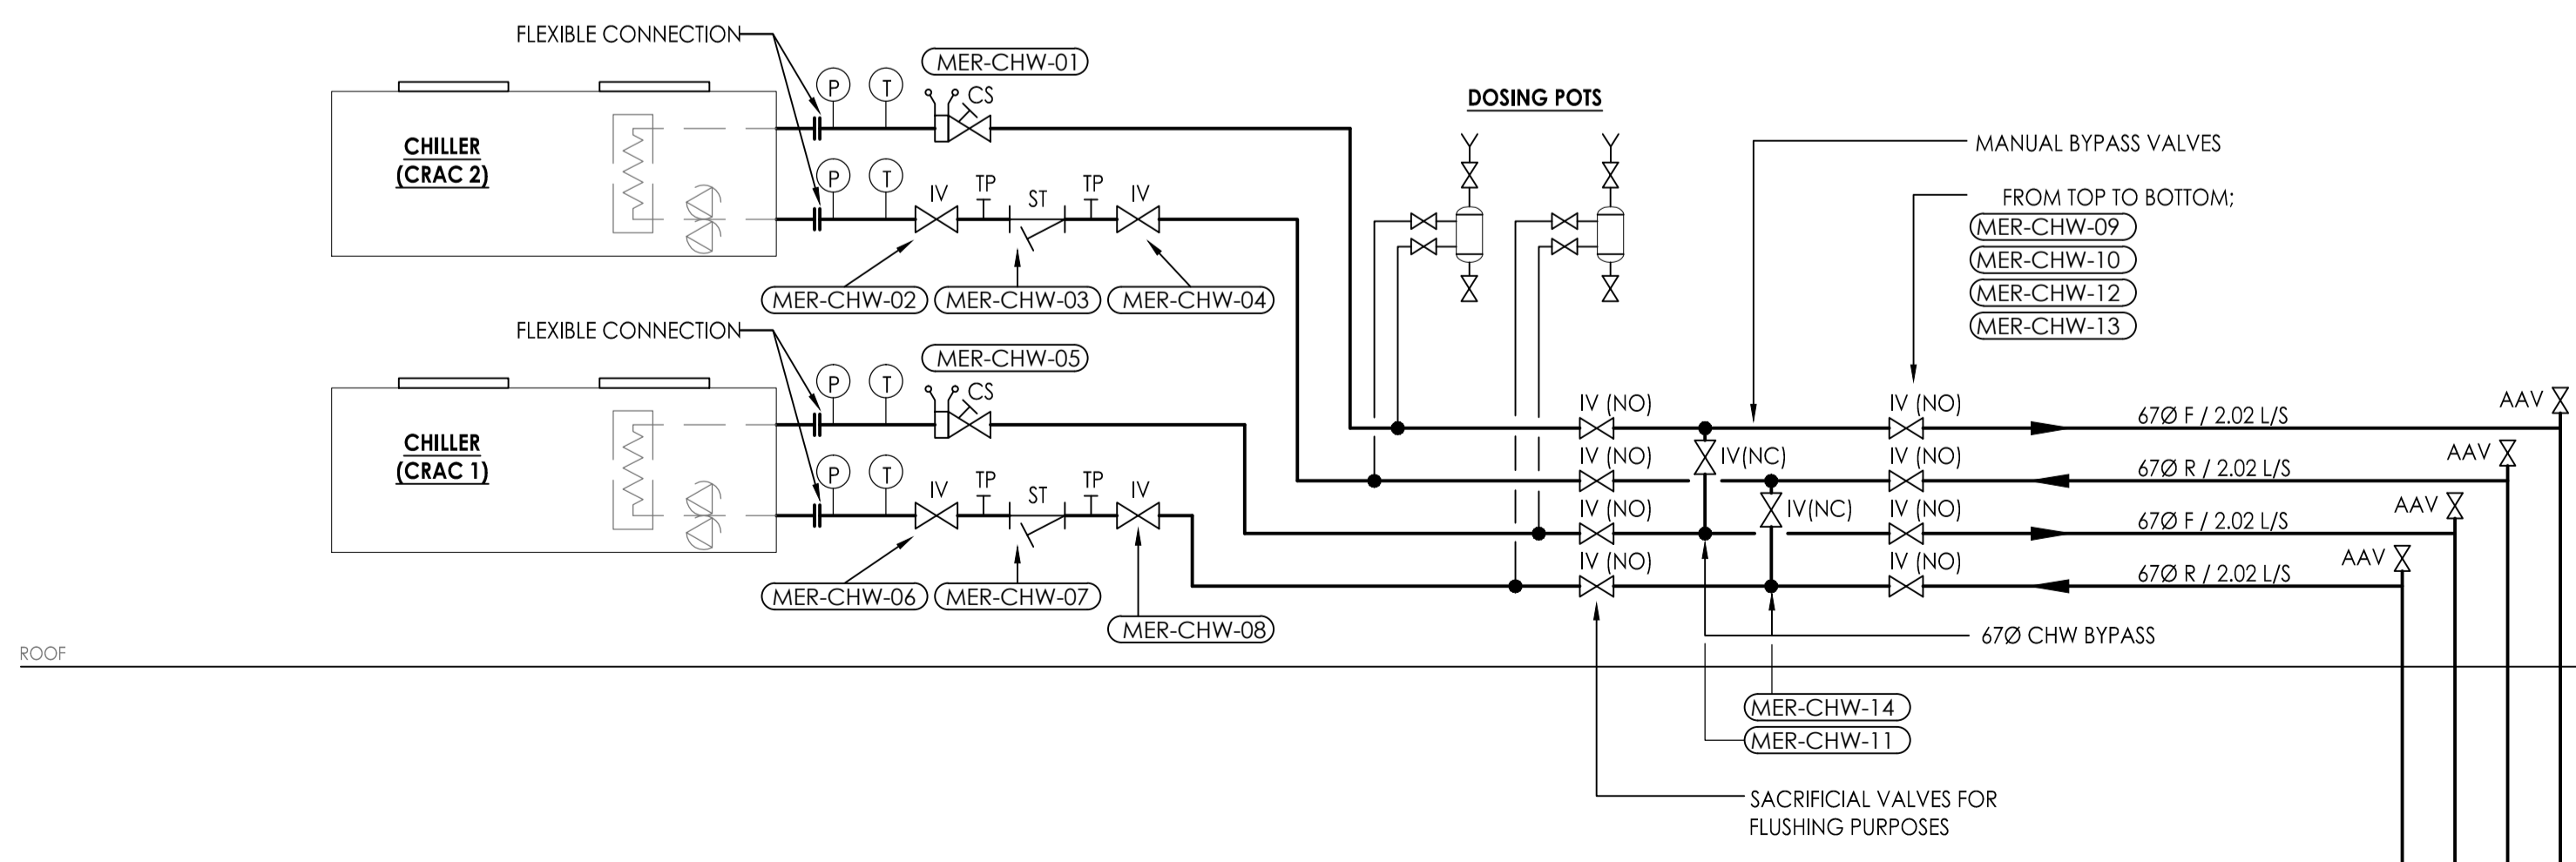 FLEXIBLE CONNECTION
MER-CHW-01
P
T
CS
CHILLER
(CRAC 2)
P
T
IV
TP
ST
TP
IV
MER-CHW-02
MER-CHW-03
MER-CHW-04
FLEXIBLE CONNECTION
MER-CHW-05
P
T
CS
CHILLER
(CRAC 1)
P
T
IV
TP
ST
TP
IV
MER-CHW-06
MER-CHW-07
MER-CHW-08
DOSING POTS
MANUAL BYPASS VALVES
FROM TOP TO BOTTOM;
MER-CHW-09
MER-CHW-10
MER-CHW-12
MER-CHW-13
IV (NO)
IV (NO)
67Ø F / 2.02 L/S
AAV
IV (NO)
IV(NC)
IV (NO)
67Ø R / 2.02 L/S
AAV
IV (NO)
IV(NC)
IV (NO)
67Ø F / 2.02 L/S
AAV
IV (NO)
IV (NO)
67Ø R / 2.02 L/S
AAV
67Ø CHW BYPASS
ROOF
MER-CHW-14
MER-CHW-11
SACRIFICIAL VALVES FOR
FLUSHING PURPOSES